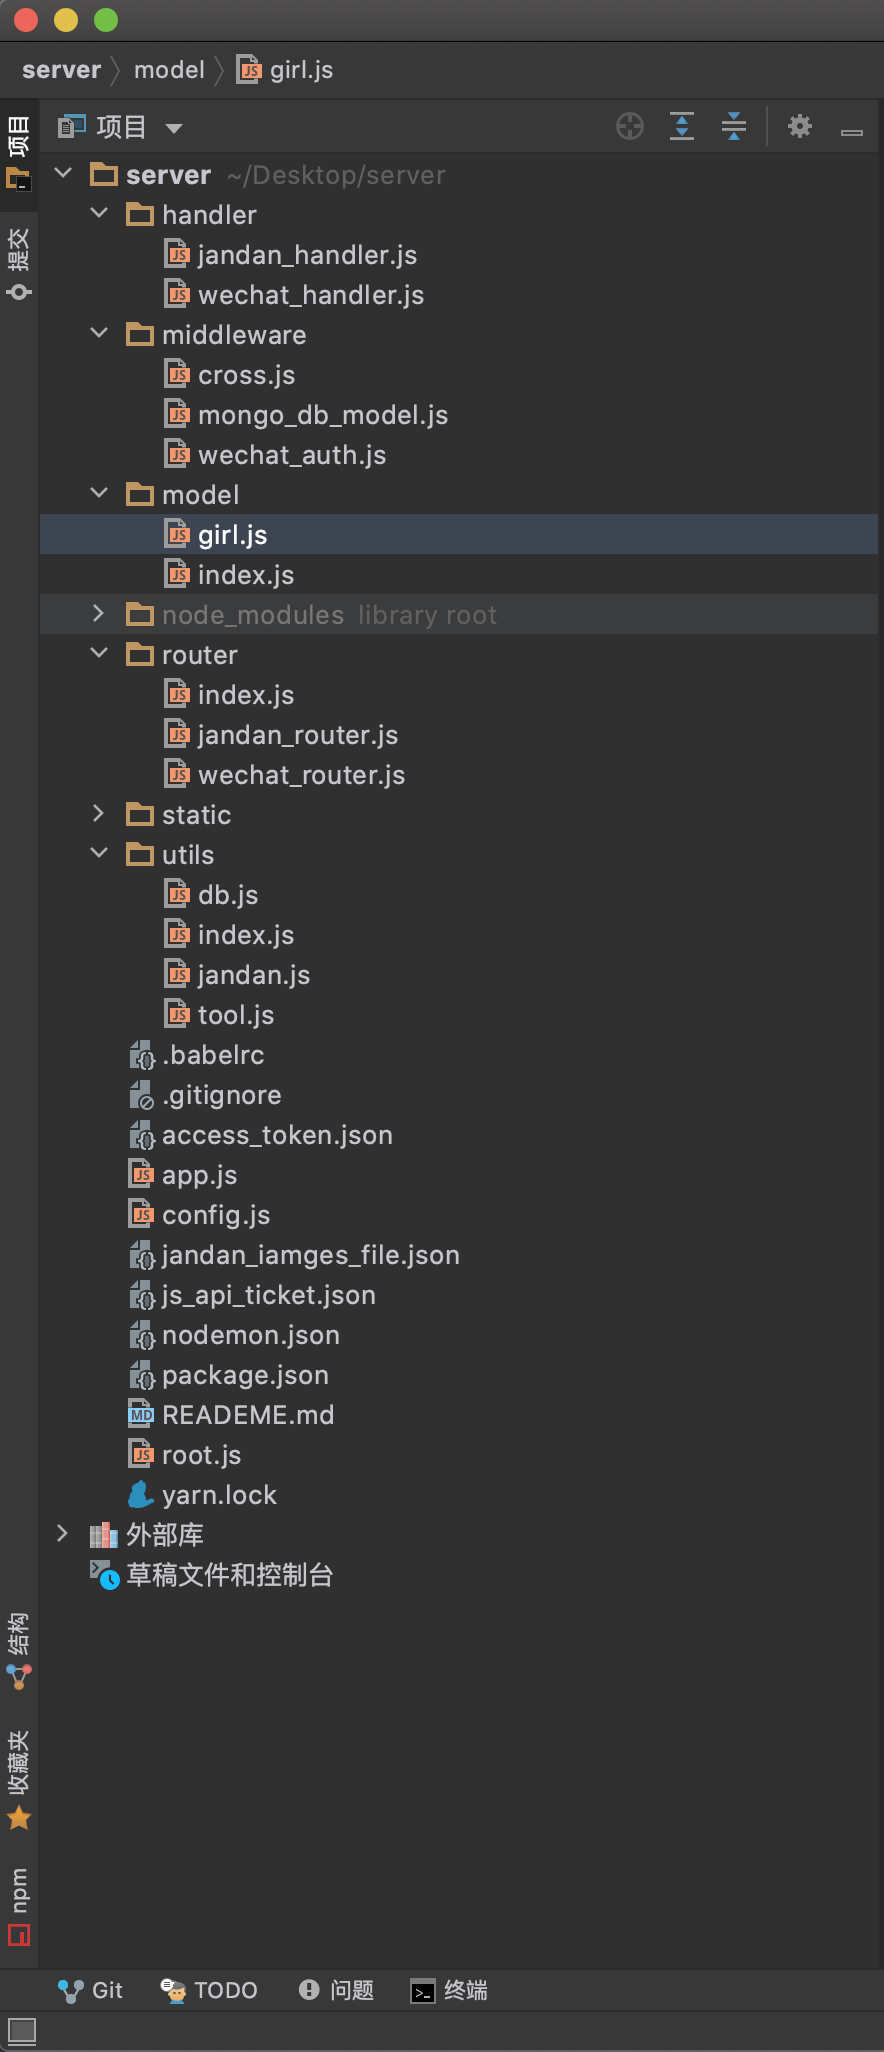 server model girl.js
项目
项目
server ~/Desktop/server
handler
jandan_handler.js
提交
wechat_handler.js
middleware
cross.js
mongo_db_model.js
wechat_auth.js
model
girl.js
index.js
node_modules library root
router
index.js
jandan_router.js
wechat_router.js
static
utils
db.js
index.js
jandan.js
tool.js
.babelrc
.gitignore
access_token.json
app.js
config.js
jandan_iamges_file.json
js_api_ticket.json
nodemon.json
package.json
READEME.md
root.js
yarn.lock
外部库
草稿文件和控制台
结构
收藏夹
npm
Git TODO 问题 终端